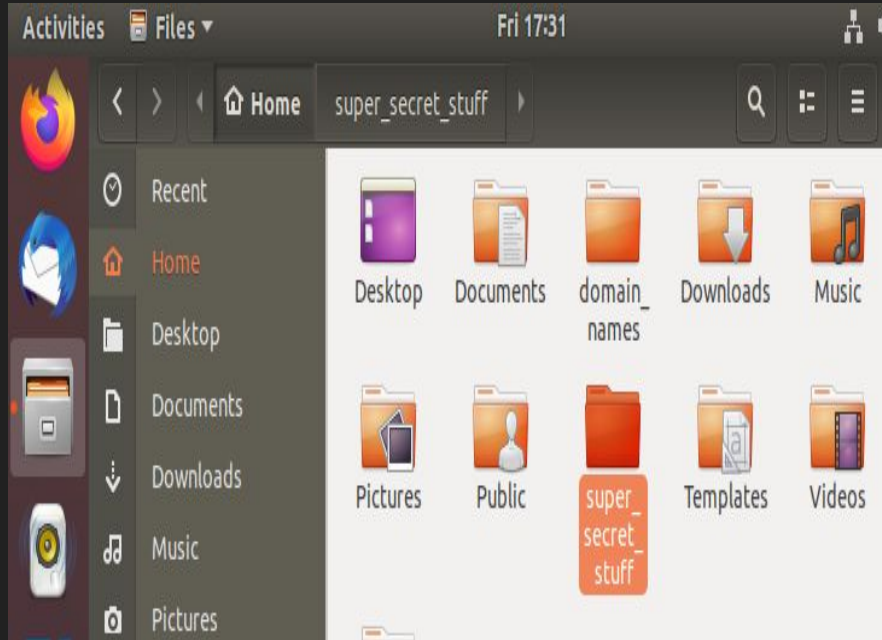 Activities Files Fri 17:31
Home super_secret_stuff
Recent
Home
Desktop
Documents
Downloads
Music
Pictures
Desktop Documents domain_ Downloads Music
names
Pictures Public super_ Templates Videos
secret_
stuff